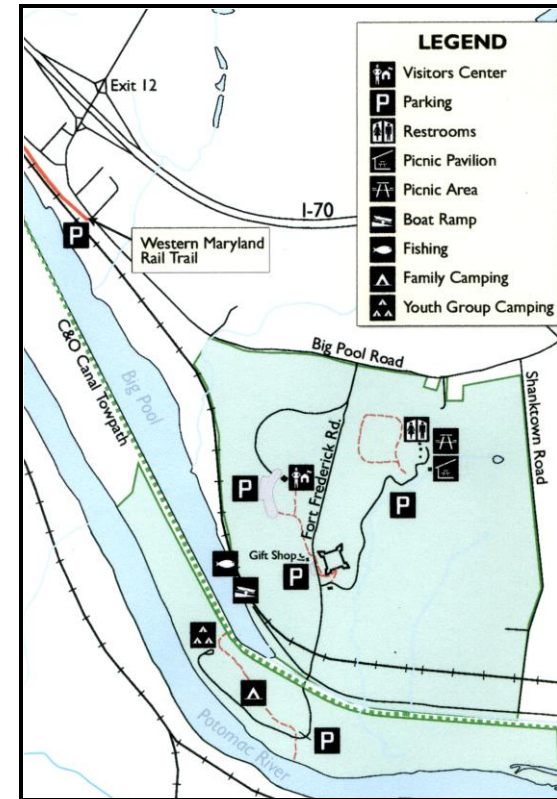 LEGEND
Visitors Center
P Parking
Restrooms
Picnic Pavilion
Picnic Area
Boat Ramp
Fishing
Family Camping
Youth Group Camping
Exit 12
I-70
P
Western Maryland
Rail Trail
C&O Canal Towpath
Big Pool
Big Pool Road
Shanktown Road
Fort Frederick Rd.
P
P
Gift Shop
P
P
Potomac River